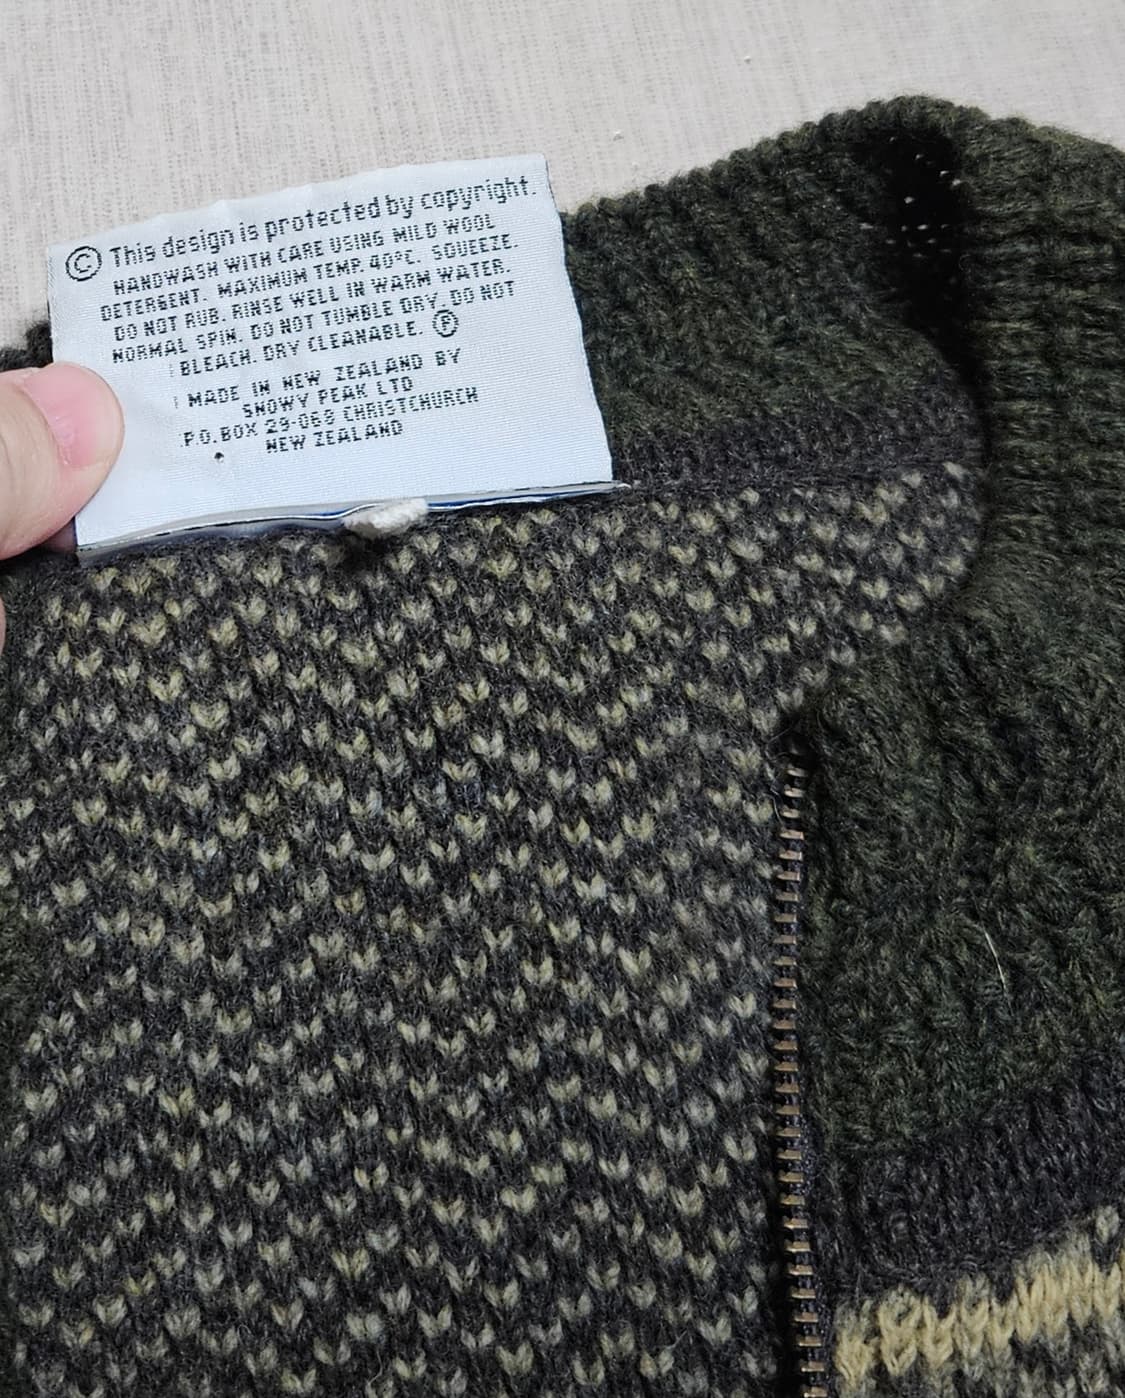 © This design is protected by copyright.
HANDWASH WITH CARE USING MILD WOOL
DETERGENT. MAXIMUM TEMP. 40°C. SQUEEZE.
DO NOT RUB. RINSE WELL IN WARM WATER.
NORMAL SPIN. DO NOT TUMBLE DRY. DO NOT
BLEACH. DRY CLEANABLE. Ⓟ
MADE IN NEW ZEALAND BY
SNOWY PEAK LTD
P.O.BOX 29-069 CHRISTCHURCH
NEW ZEALAND